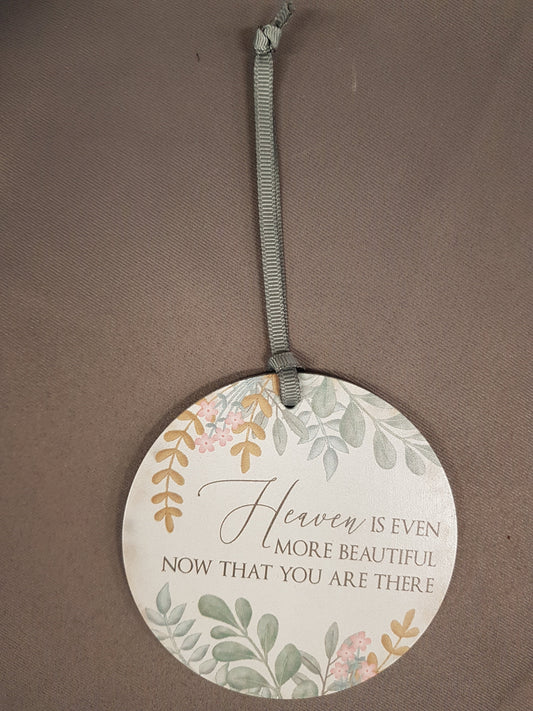 Heaven IS EVEN
MORE BEAUTIFUL
NOW THAT YOU ARE THERE